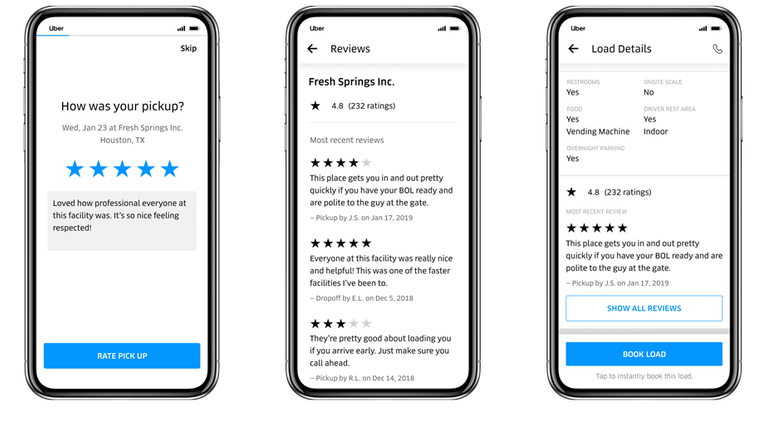 Uber
Skip
How was your pickup?
Wed, Jan 23 at Fresh Springs Inc.
Houston, TX
Loved how professional everyone at
this facility was. It's so nice feeling
respected!
RATE PICK UP
Uber
Reviews
Fresh Springs Inc.
4.8 (232 ratings)
Most recent reviews
This place gets you in and out pretty
quickly if you have your BOL ready and
are polite to the guy at the gate.
– Pickup by J.S. on Jan 17, 2019
Everyone at this facility was really nice
and helpful! This was one of the faster
facilities I've been to.
– Dropoff by E.L. on Dec 5, 2018
They're pretty good about loading you
if you arrive early. Just make sure you
call ahead.
– Pickup by R.L. on Dec 14, 2018
Uber
Load Details
RESTROOMS ONSITE SCALE
Yes No
FOOD DRIVER REST AREA
Yes Yes
Vending Machine Indoor
OVERNIGHT PARKING
Yes
4.8 (232 ratings)
MOST RECENT REVIEW
This place gets you in and out pretty
quickly if you have your BOL ready and are
polite to the guy at the gate.
– Pickup by J.S. on Jan 17, 2019
SHOW ALL REVIEWS
BOOK LOAD
Tap to instantly book this load.